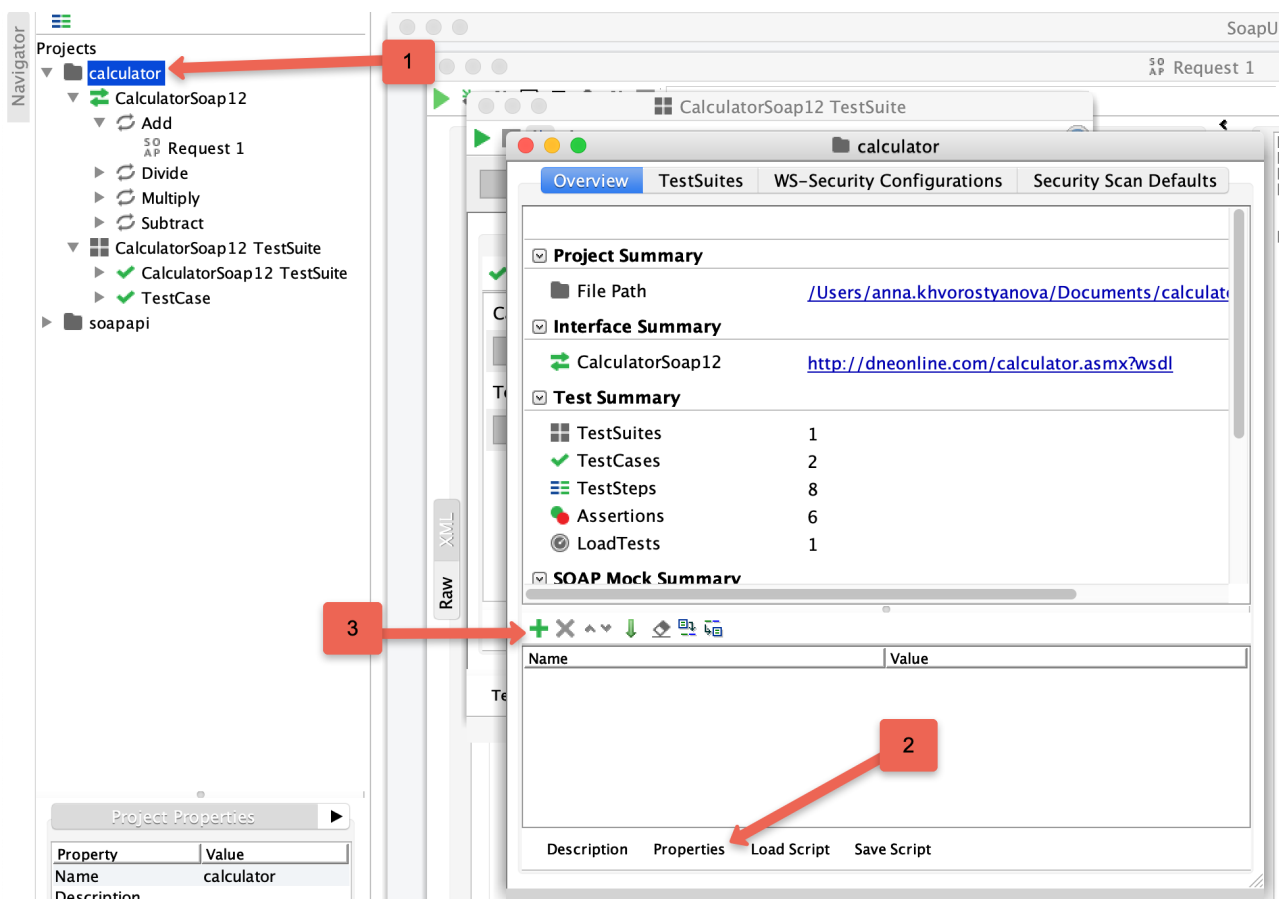 Navigator
Projects
calculator
CalculatorSoap12
Add
SOAP Request 1
Divide
Multiply
Subtract
CalculatorSoap12 TestSuite
CalculatorSoap12 TestSuite
TestCase
soapapi
1
SoapU
SOAP Request 1
CalculatorSoap12 TestSuite
calculator
Overview TestSuites WS-Security Configurations Security Scan Defaults
Project Summary
File Path /Users/anna.khvorostyanova/Documents/calculat
Interface Summary
CalculatorSoap12 http://dneonline.com/calculator.asmx?wsdl
Test Summary
TestSuites 1
TestCases 2
TestSteps 8
Assertions 6
LoadTests 1
SOAP Mock Summary
XML
Raw
3
Name Value
2
Description Properties Load Script Save Script
Project Properties
Property Value
Name calculator
Description